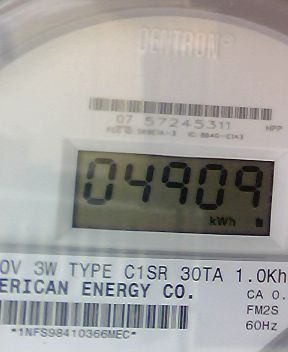 CENTRON®
07 57245311
HPP
04909
kWh
0V 3W TYPE C1SR 30TA 1.0Kh
ERICAN ENERGY CO.
CA 0.
FM2S
60Hz
*1NFS98410366MEC*